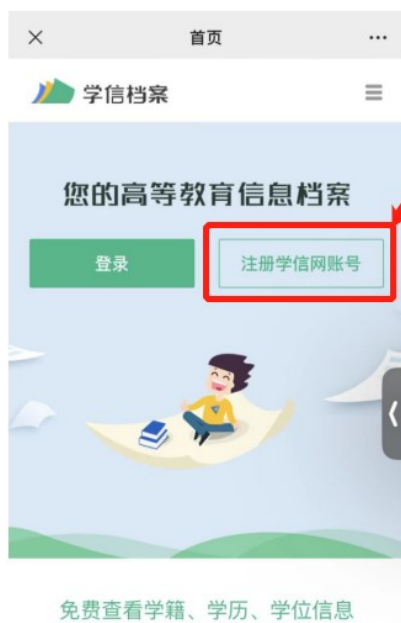 首页
学信档案
您的高等教育信息档案
登录
注册学信网账号
免费查看学籍、学历、学位信息